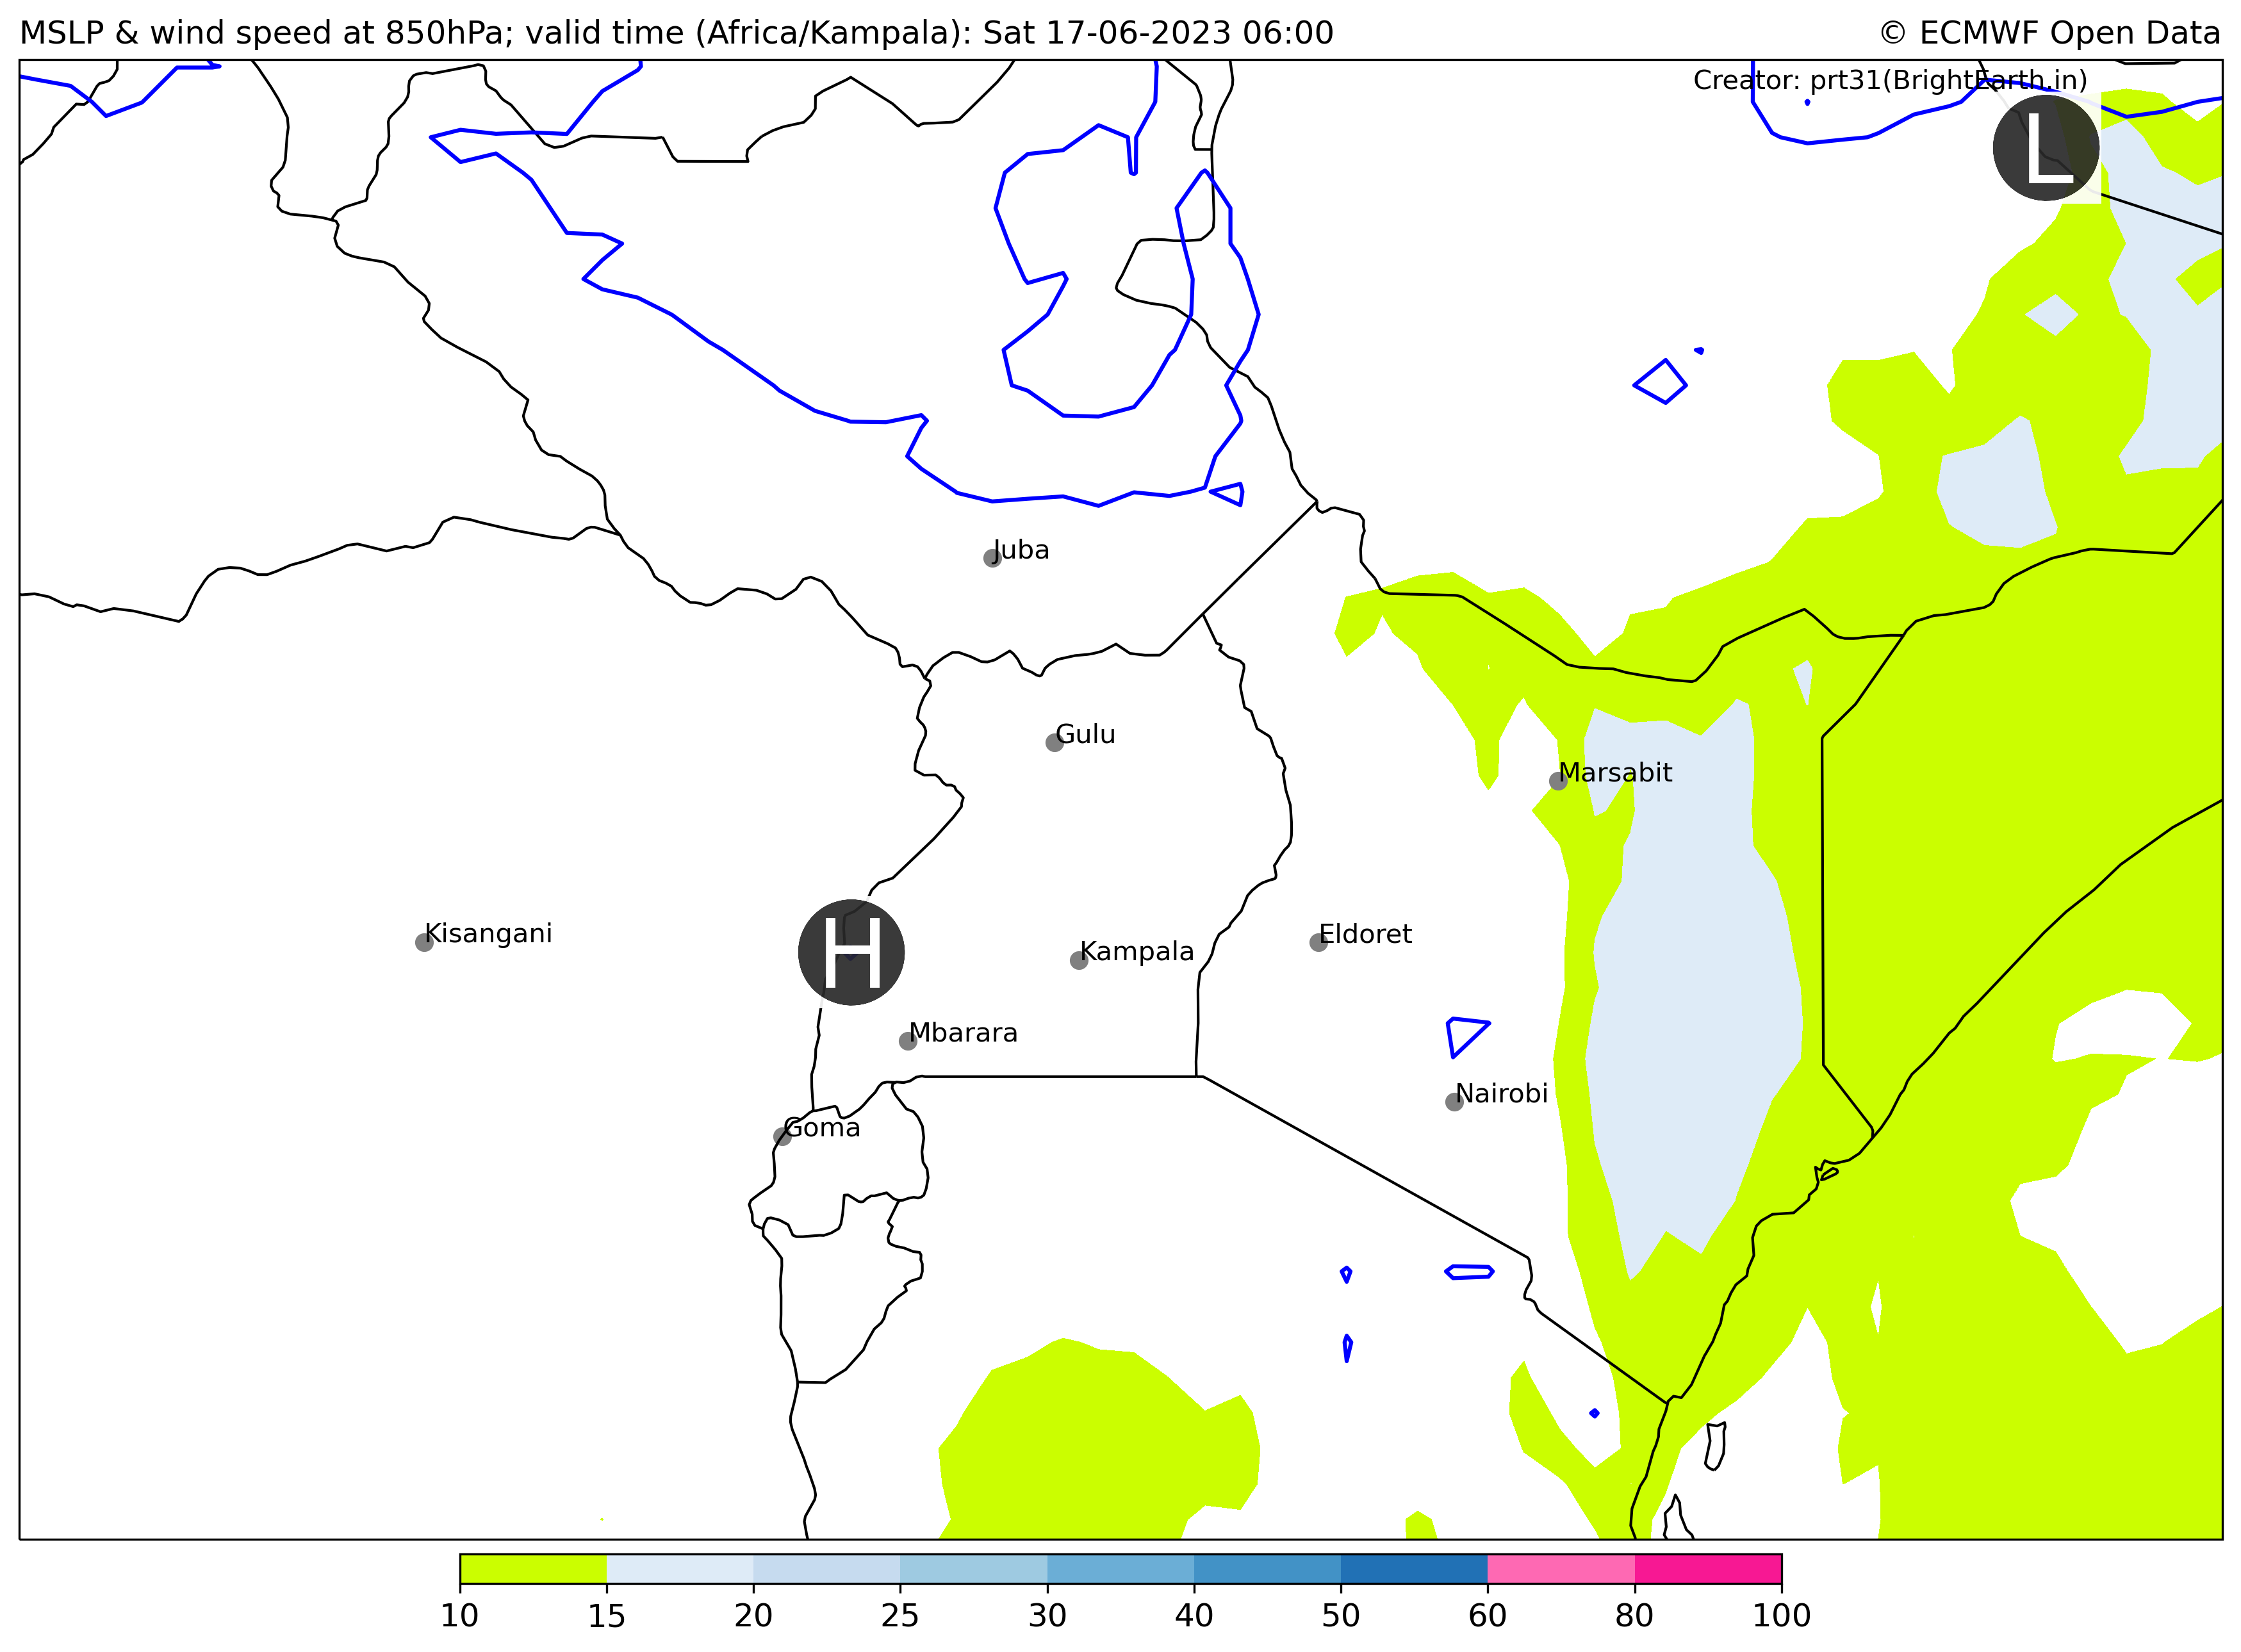 MSLP & wind speed at 850hPa; valid time (Africa/Kampala): Sat 17-06-2023 06:00
© ECMWF Open Data
Creator: prt31(BrightEarth.in)
L
Juba
Gulu
Marsabit
Kisangani
H
Kampala
Eldoret
Mbarara
Nairobi
Goma
10 15 20 25 30 40 50 60 80 100